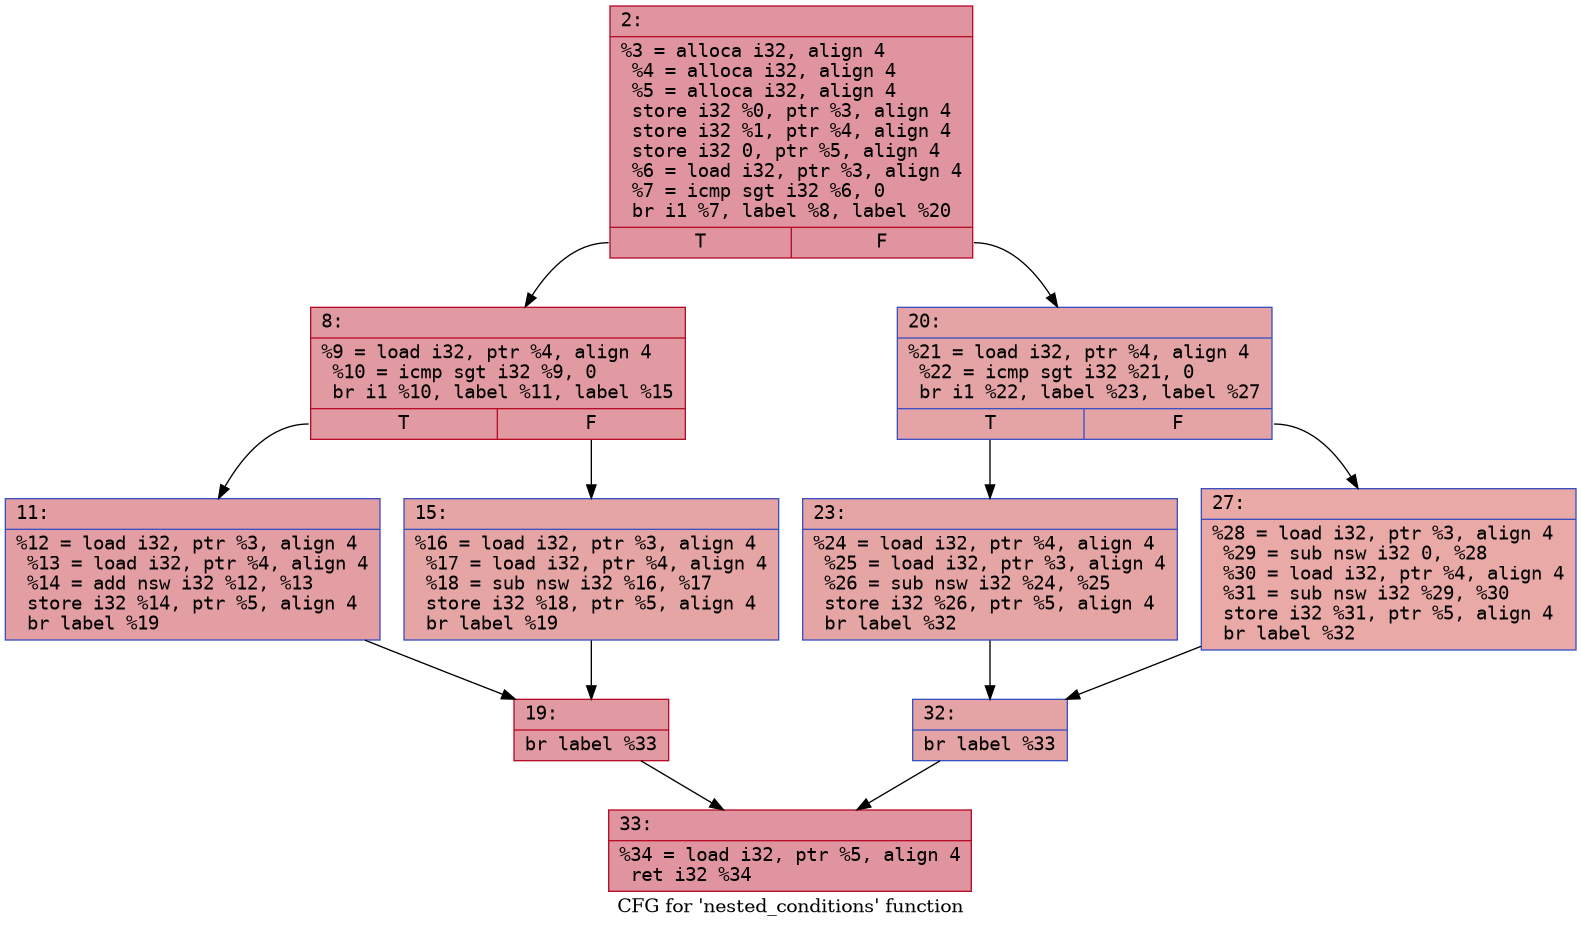 2:
%3 = alloca i32, align 4
%4 = alloca i32, align 4
%5 = alloca i32, align 4
store i32 %0, ptr %3, align 4
store i32 %1, ptr %4, align 4
store i32 0, ptr %5, align 4
%6 = load i32, ptr %3, align 4
%7 = icmp sgt i32 %6, 0
br i1 %7, label %8, label %20
T F
8:
%9 = load i32, ptr %4, align 4
%10 = icmp sgt i32 %9, 0
br i1 %10, label %11, label %15
T F
20:
%21 = load i32, ptr %4, align 4
%22 = icmp sgt i32 %21, 0
br i1 %22, label %23, label %27
T F
11:
%12 = load i32, ptr %3, align 4
%13 = load i32, ptr %4, align 4
%14 = add nsw i32 %12, %13
store i32 %14, ptr %5, align 4
br label %19
15:
%16 = load i32, ptr %3, align 4
%17 = load i32, ptr %4, align 4
%18 = sub nsw i32 %16, %17
store i32 %18, ptr %5, align 4
br label %19
23:
%24 = load i32, ptr %4, align 4
%25 = load i32, ptr %3, align 4
%26 = sub nsw i32 %24, %25
store i32 %26, ptr %5, align 4
br label %32
27:
%28 = load i32, ptr %3, align 4
%29 = sub nsw i32 0, %28
%30 = load i32, ptr %4, align 4
%31 = sub nsw i32 %29, %30
store i32 %31, ptr %5, align 4
br label %32
19:
br label %33
32:
br label %33
33:
%34 = load i32, ptr %5, align 4
ret i32 %34
CFG for 'nested_conditions' function